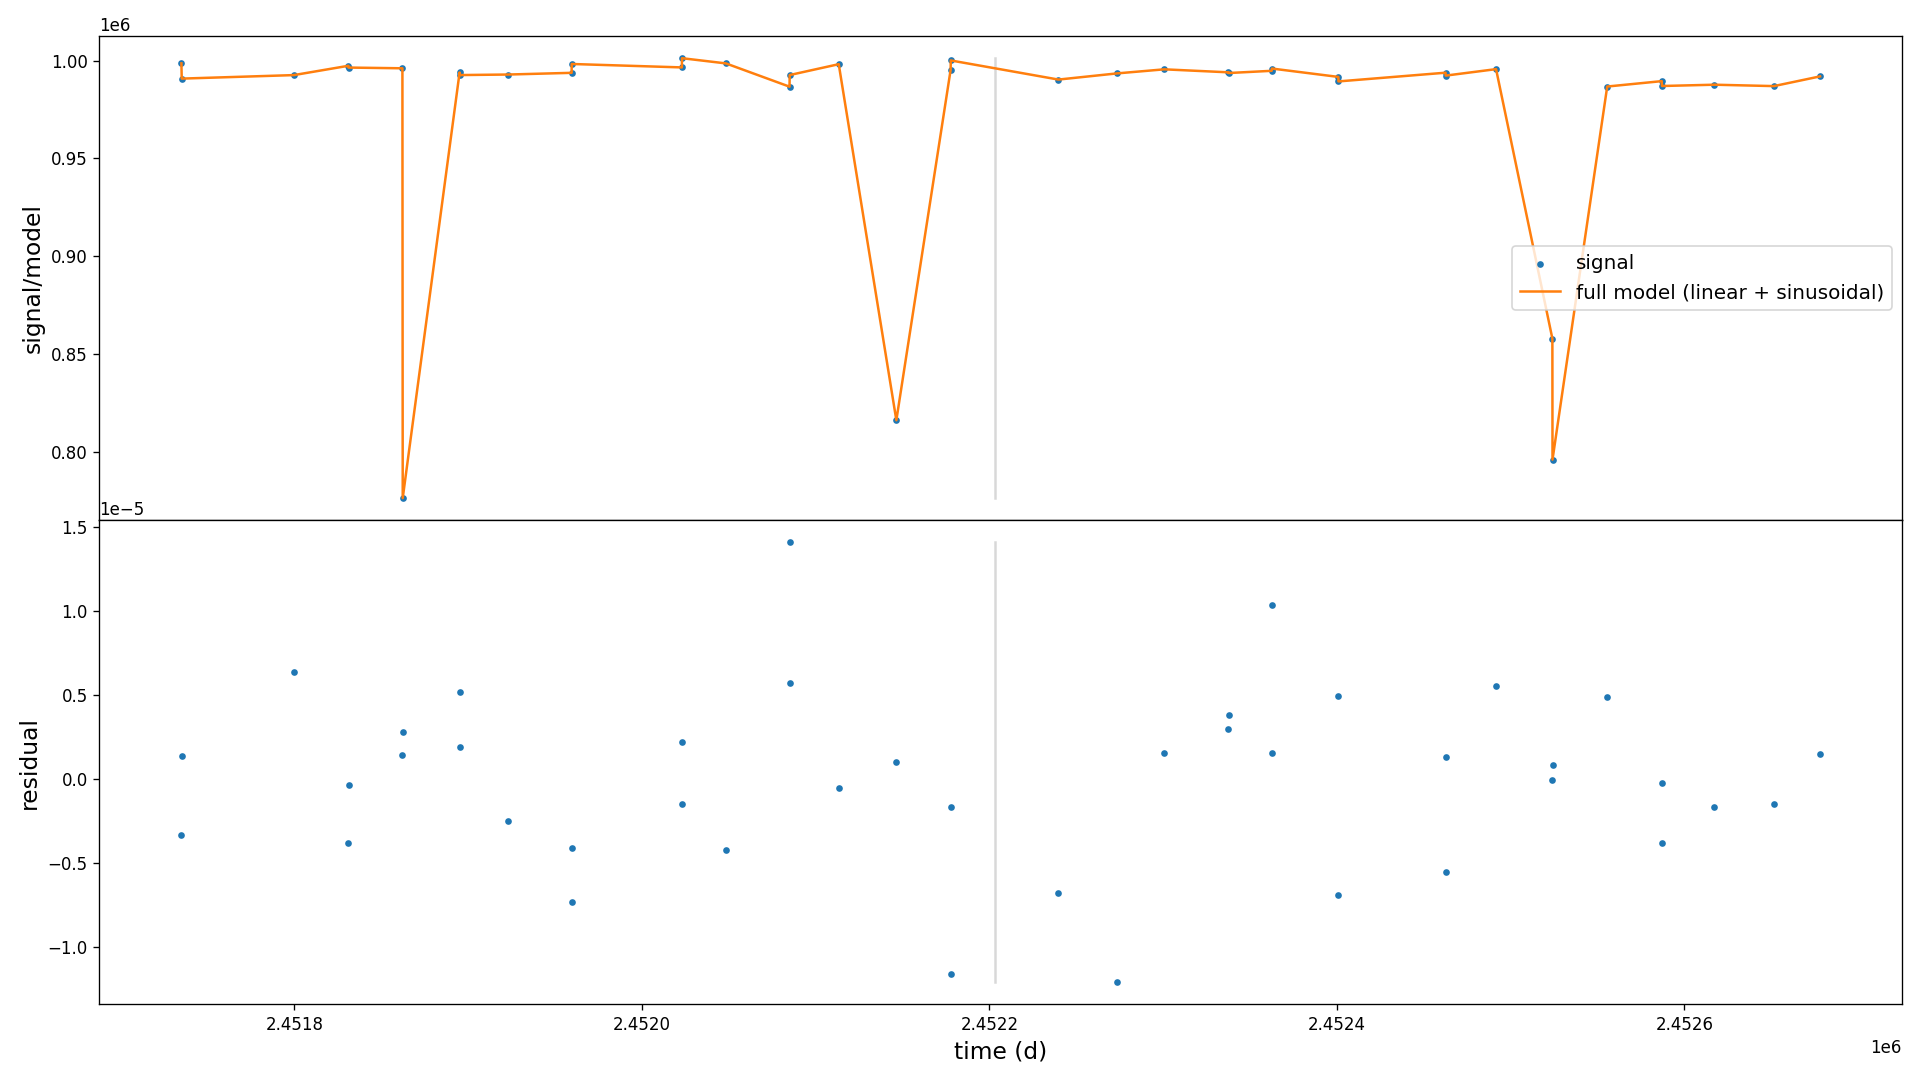 1e6
1.00
0.95
0.90
0.85
0.80
signal/model
signal
full model (linear + sinusoidal)
1e−5
1.5
1.0
0.5
0.0
−0.5
−1.0
residual
2.4518
2.4520
2.4522
2.4524
2.4526
1e6
time (d)